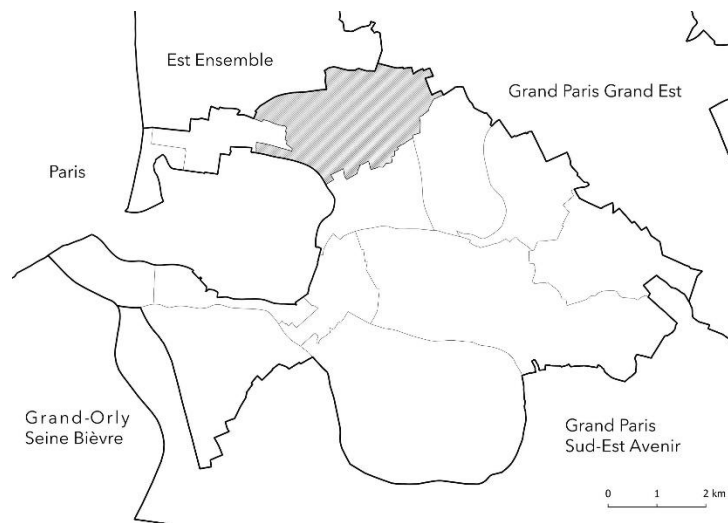 Est Ensemble
Grand Paris Grand Est
Paris
Grand-Orly
Seine Bièvre
Grand Paris
Sud-Est Avenir
0 1 2 km